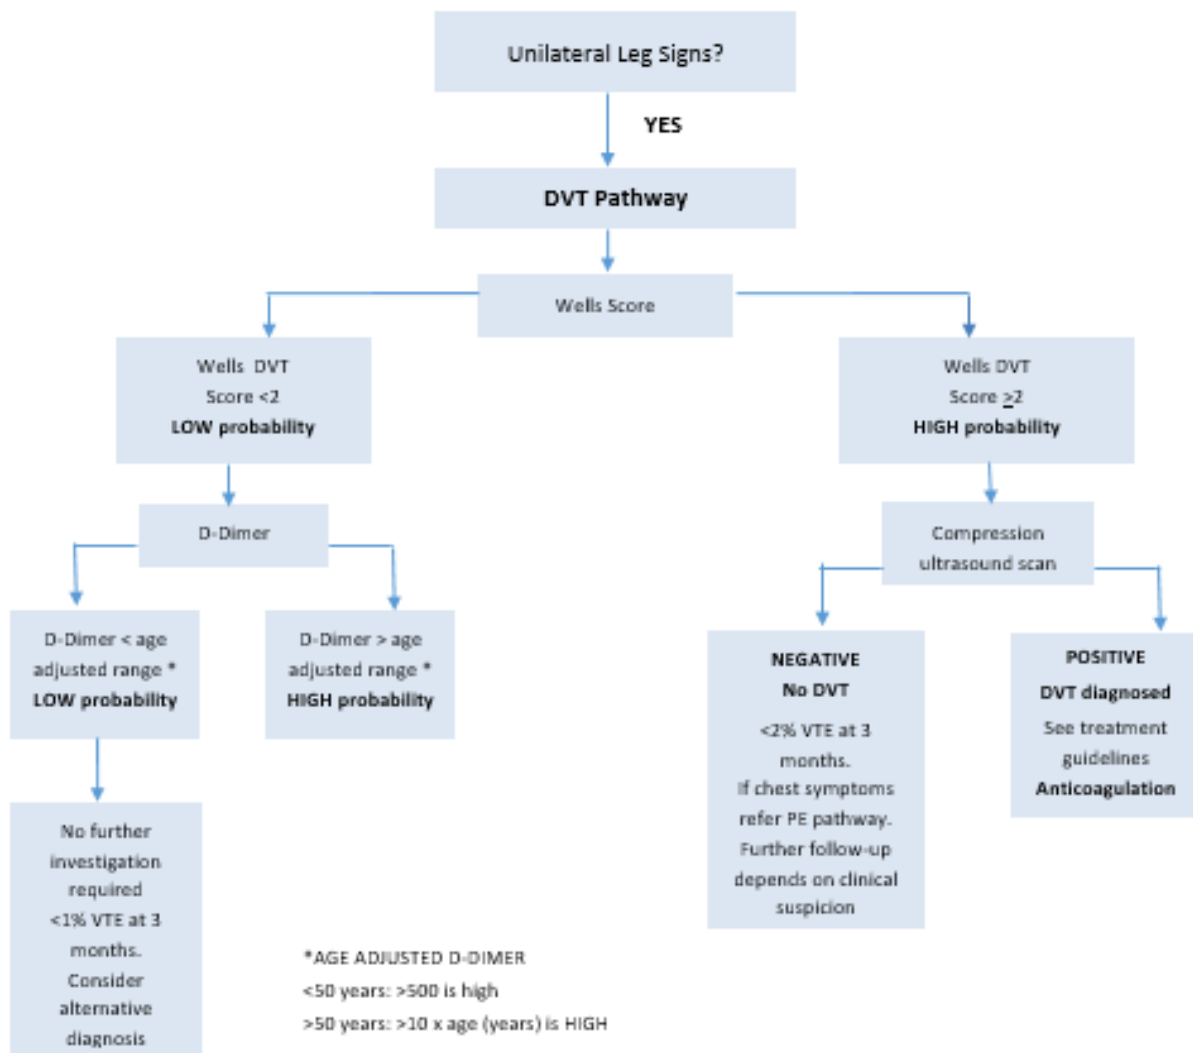 Unilateral Leg Signs?
YES
DVT Pathway
Wells Score
Wells DVT
Score <2
LOW probability
Wells DVT
Score ≥2
HIGH probability
D-Dimer
Compression
ultrasound scan
D-Dimer < age
adjusted range *
LOW probability
D-Dimer > age
adjusted range *
HIGH probability
NEGATIVE
No DVT
<2% VTE at 3
months.
If chest symptoms
refer PE pathway.
Further follow-up
depends on clinical
suspicion
POSITIVE
DVT diagnosed
See treatment
guidelines
Anticoagulation
No further
investigation
required
<1% VTE at 3
months.
Consider
alternative
diagnosis
*AGE ADJUSTED D-DIMER
<50 years: >500 is high
>50 years: >10 x age (years) is HIGH